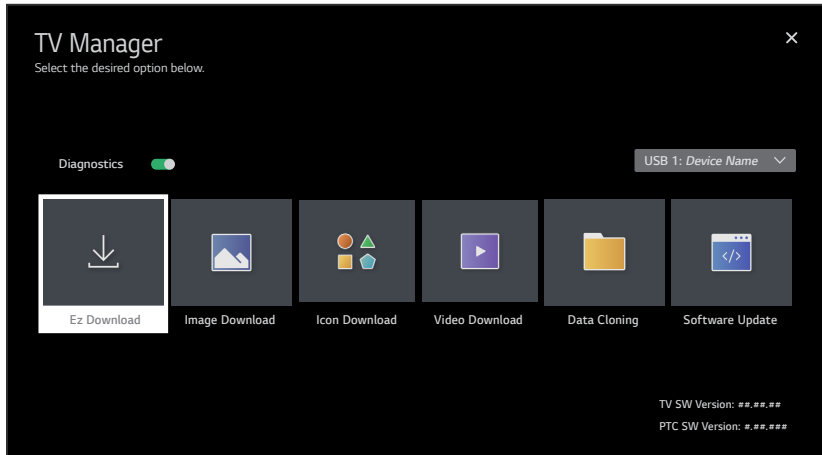 TV Manager
Select the desired option below.
Diagnostics
USB 1: Device Name
Ez Download
Image Download
Icon Download
Video Download
Data Cloning
Software Update
TV SW Version: ##.##.##
PTC SW Version: #.##.###